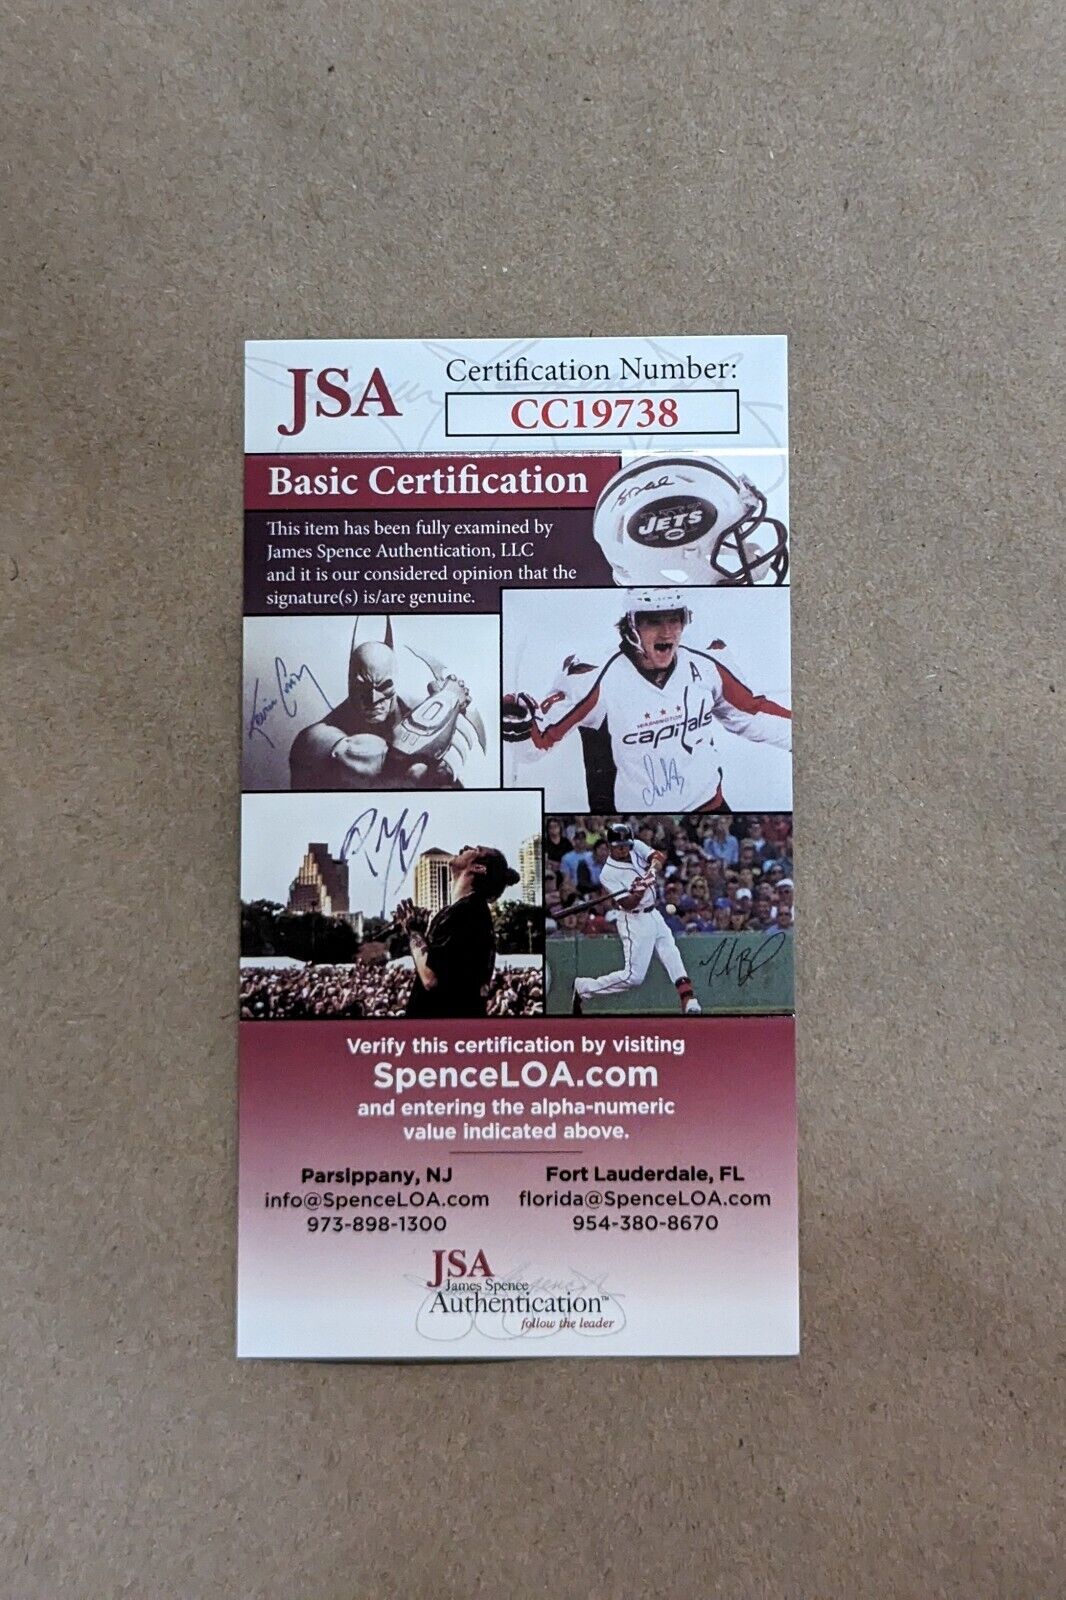 JSA
Certification Number:
CC19738
Basic Certification
This item has been fully examined by
James Spence Authentication, LLC
and it is our considered opinion that the
signature(s) is/are genuine.
JETS
A
WASHINGTON
capitals
Verify this certification by visiting
SpenceLOA.com
and entering the alpha-numeric
value indicated above.
Parsippany, NJ
info@SpenceLOA.com
973-898-1300
Fort Lauderdale, FL
florida@SpenceLOA.com
954-380-8670
JSA
James Spence
Authentication™
follow the leader